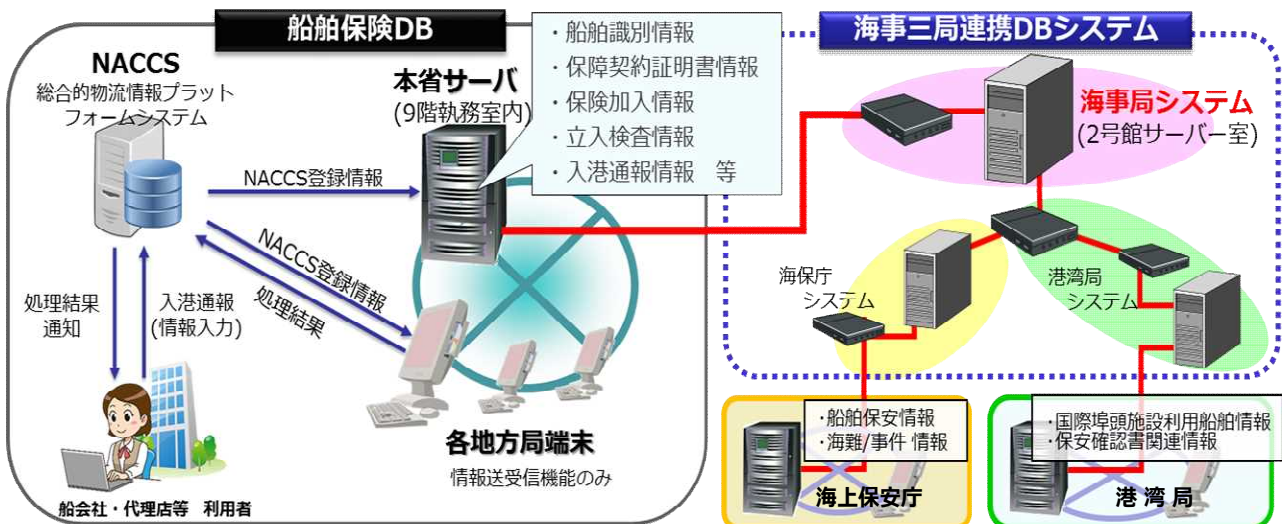 船舶保険DB
NACCS
総合的物流情報プラット
フォームシステム
本省サーバ
(9階執務室内)
・船舶識別情報
・保障契約証明書情報
・保険加入情報
・立入検査情報
・入港通報情報　等
NACCS登録情報
NACCS登録情報
処理結果
処理結果
通知
入港通報
(情報入力)
各地方局端末
情報送受信機能のみ
船会社・代理店等　利用者
海事三局連携DBシステム
海事局システム
(2号館サーバー室)
海保庁
システム
港湾局
システム
・船舶保安情報
・海難/事件 情報
海上保安庁
・国際埠頭施設利用船舶情報
・保安確認書関連情報
港 湾 局